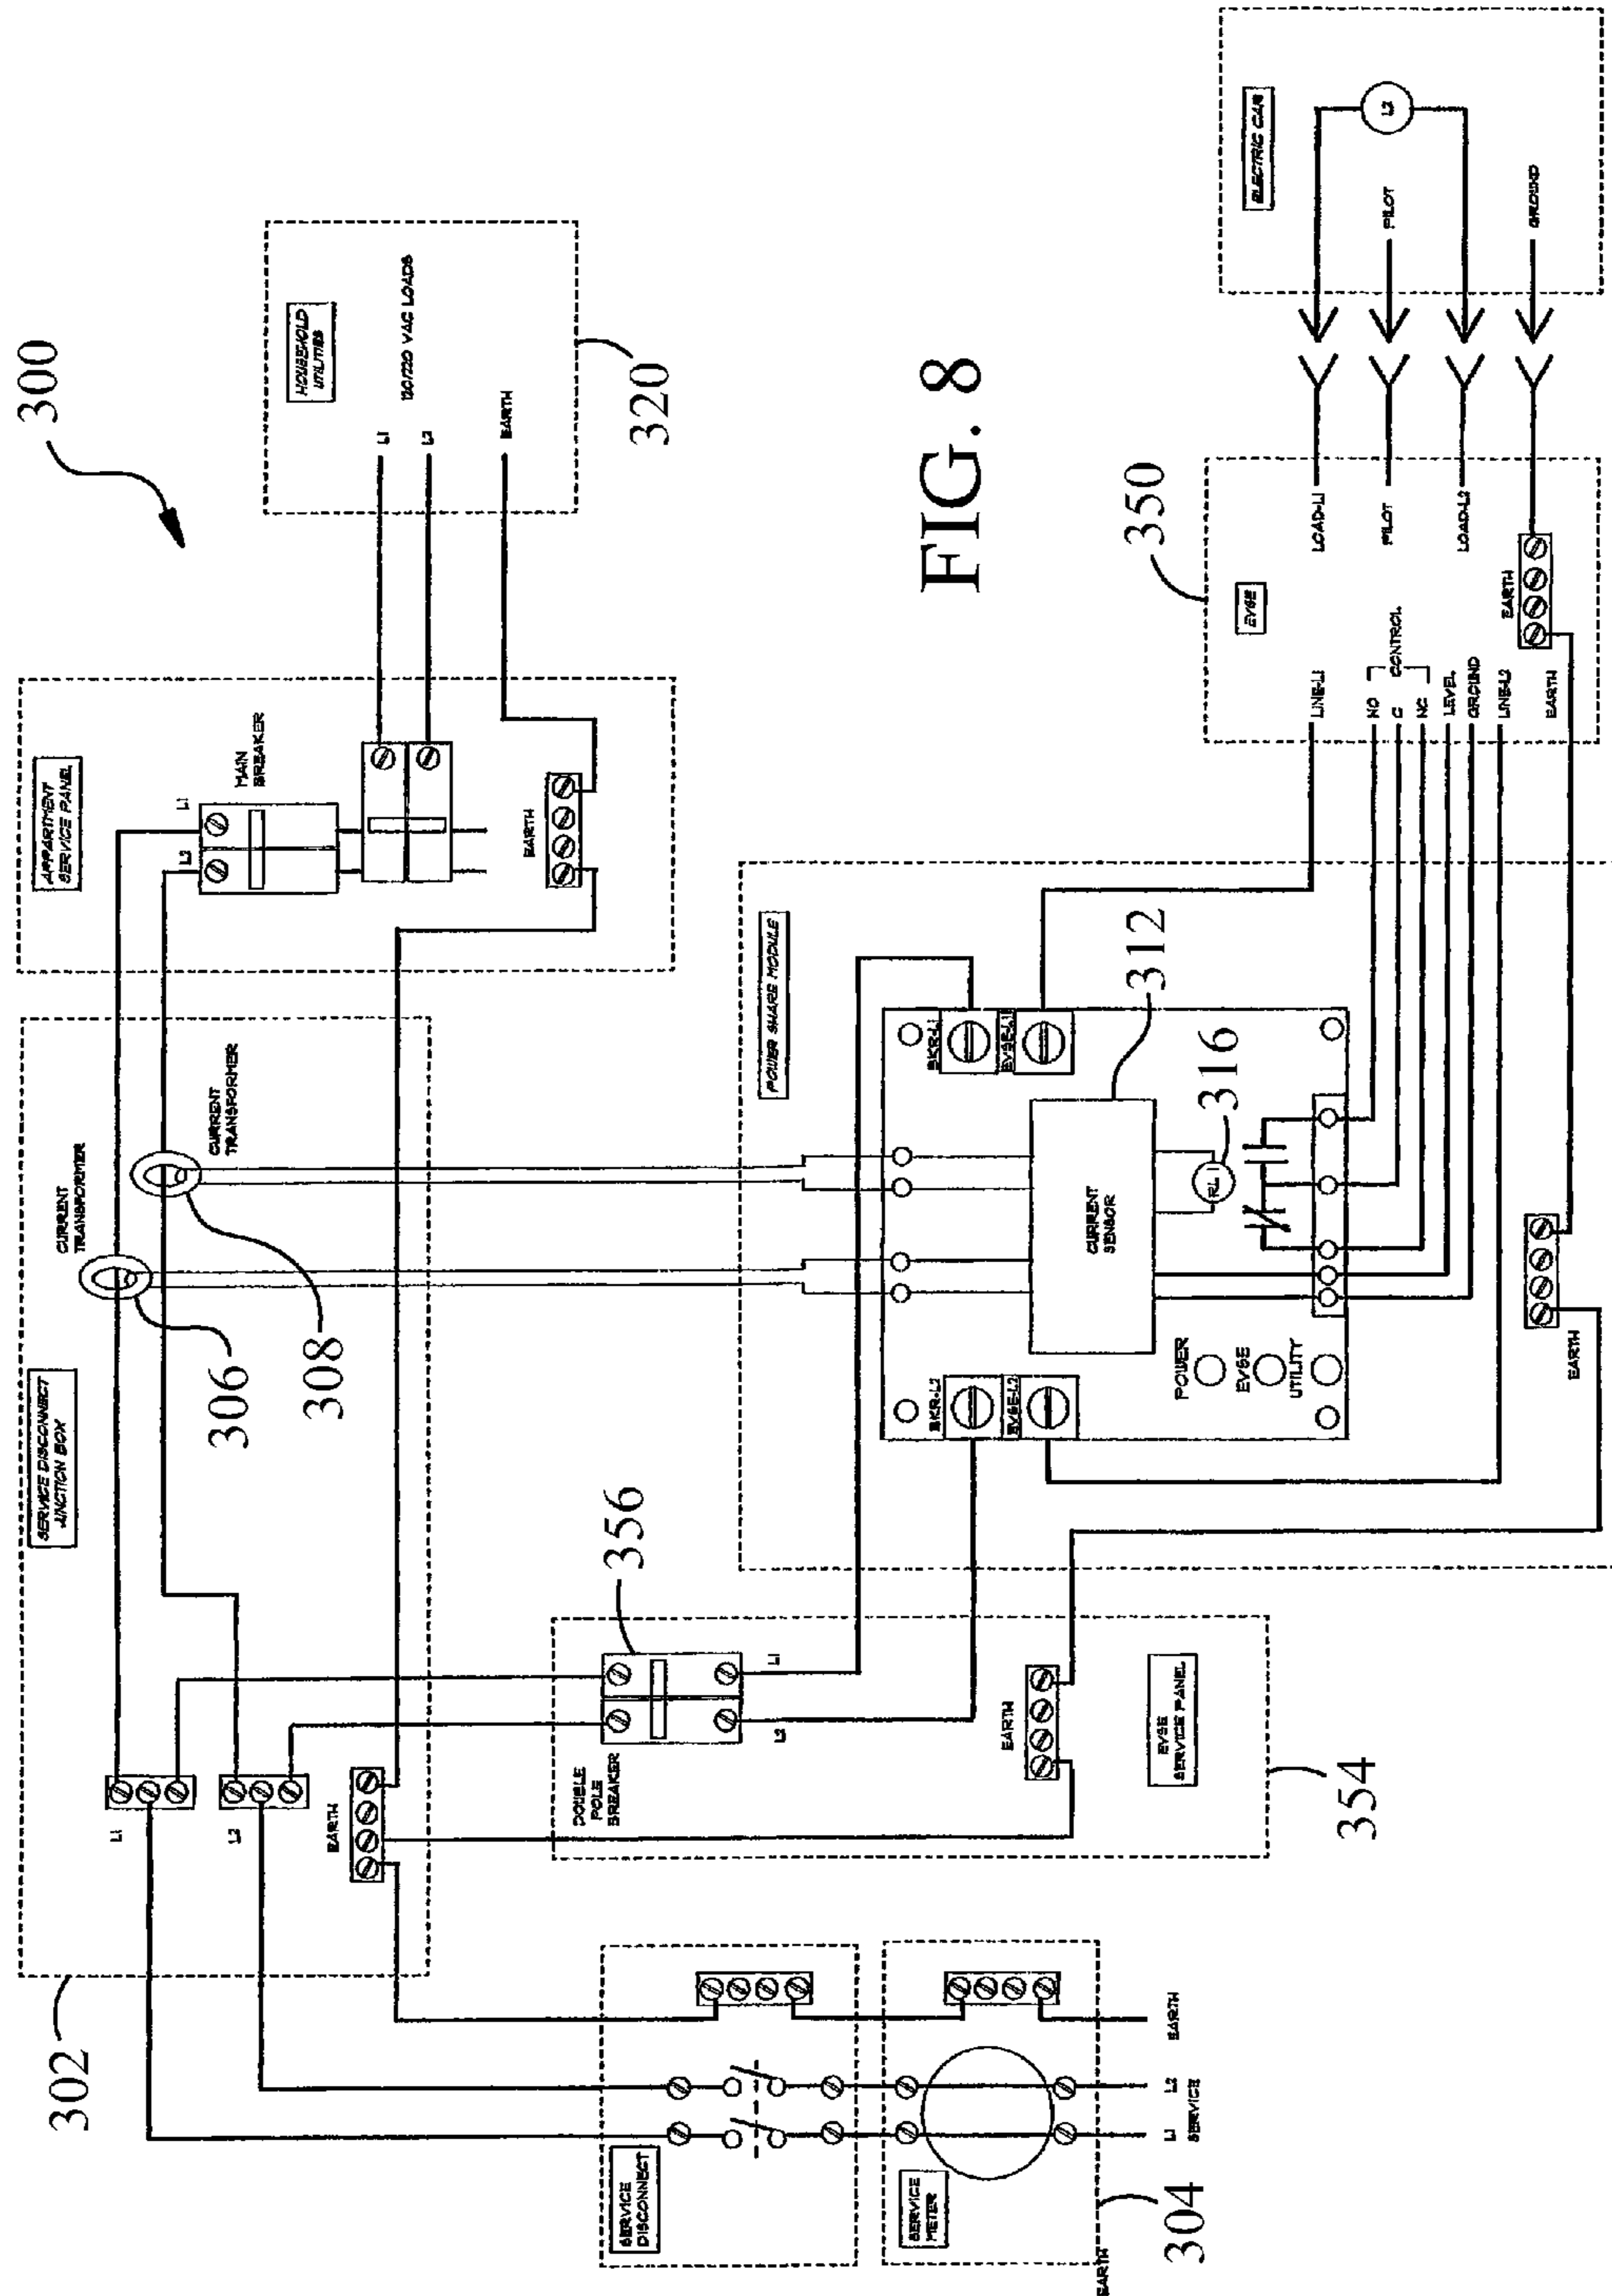 300
302
SERVICE DISCONNECT
JUNCTION BOX
CURRENT
TRANSFORMER
CURRENT
TRANSFORMER
306
308
L1
L2
EARTH
APPARTMENT
SERVICE PANEL
L1
L2
MAIN
BREAKER
EARTH
HOUSEHOLD
UTILITIES
120/220 VAC LOADS
L1
L2
EARTH
320
SERVICE
DISCONNECT
SERVICE
METER
L1
L2
SERVICE
EARTH
EARTH
304
DOUBLE
POLE
BREAKER
356
L1
L2
EARTH
EVSE
SERVICE PANEL
354
POWER SHARE MODULE
BKR-L1
EVSE-L1
BKR-L2
EVSE-L2
CURRENT
SENSOR
312
RL1
316
POWER
EVSE
UTILITY
EARTH
FIG. 8
350
EVSE
LINE-L1
NO
C
NC
CONTROL
LEVEL
GROUND
LINE-L2
EARTH
EARTH
LOAD-L1
PILOT
LOAD-L2
ELECTRIC CAR
L2
PILOT
GROUND